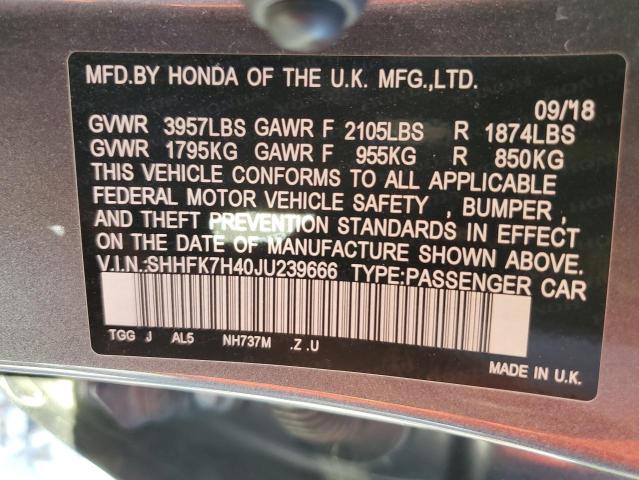 MFD.BY HONDA OF THE U.K. MFG.,LTD.
09/18
GVWR 3957LBS GAWR F 2105LBS R 1874LBS
GVWR 1795KG GAWR F 955KG R 850KG
THIS VEHICLE CONFORMS TO ALL APPLICABLE
FEDERAL MOTOR VEHICLE SAFETY , BUMPER ,
AND THEFT PREVENTION STANDARDS IN EFFECT
ON THE DATE OF MANUFACTURE SHOWN ABOVE.
V.I.N.:SHHFK7H40JU239666 TYPE:PASSENGER CAR
TGG J AL5 NH737M .Z .U
MADE IN U.K.